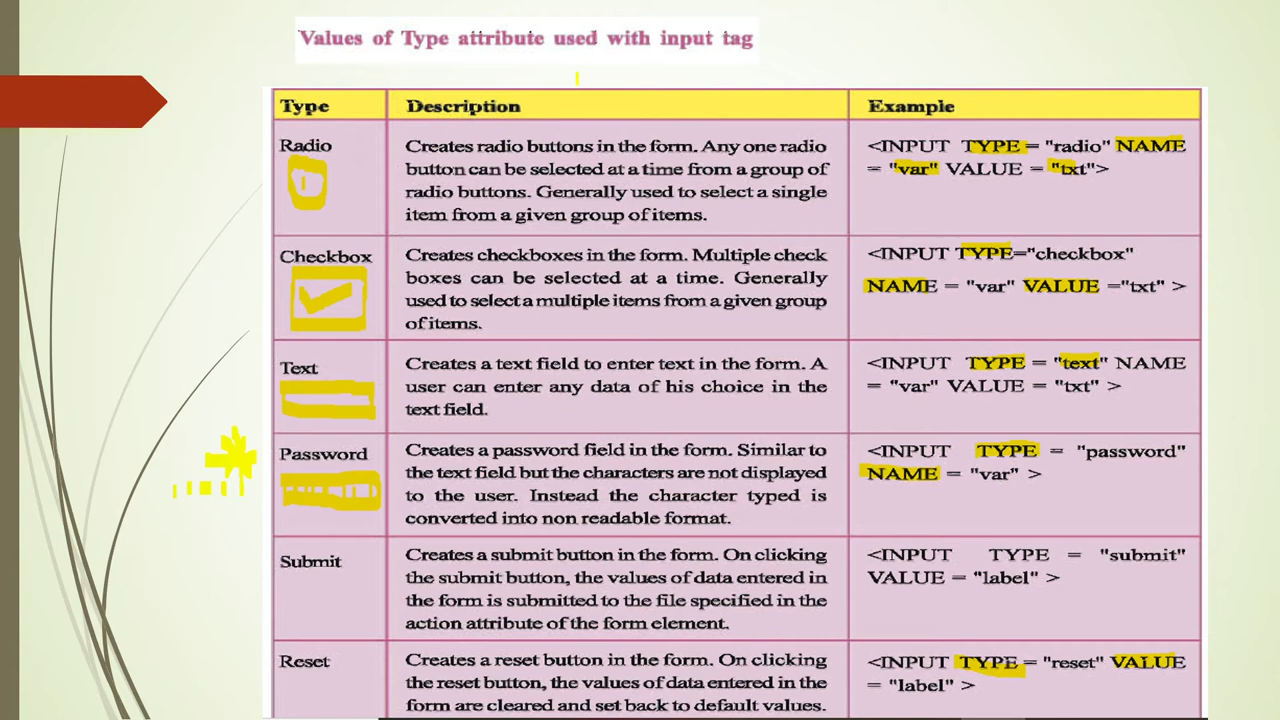 Values of Type attribute used with input tag
Type
Description
Example
Radio
Creates radio buttons in the form. Any one radio
button can be selected at a time from a group of
radio buttons. Generally used to select a single
item from a given group of items.
<INPUT TYPE = "radio" NAME
= "var" VALUE = "txt">
Checkbox
Creates checkboxes in the form. Multiple check
boxes can be selected at a time. Generally
used to select a multiple items from a given group
of items.
<INPUT TYPE="checkbox"
NAME = "var" VALUE ="txt" >
Text
Creates a text field to enter text in the form. A
user can enter any data of his choice in the
text field.
<INPUT TYPE = "text" NAME
= "var" VALUE = "txt" >
Password
Creates a password field in the form. Similar to
the text field but the characters are not displayed
to the user. Instead the character typed is
converted into non readable format.
<INPUT TYPE = "password"
NAME = "var" >
Submit
Creates a submit button in the form. On clicking
the submit button, the values of data entered in
the form is submitted to the file specified in the
action attribute of the form element.
<INPUT TYPE = "submit"
VALUE = "label" >
Reset
Creates a reset button in the form. On clicking
the reset button, the values of data entered in the
form are cleared and set back to default values.
<INPUT TYPE = "reset" VALUE
= "label" >